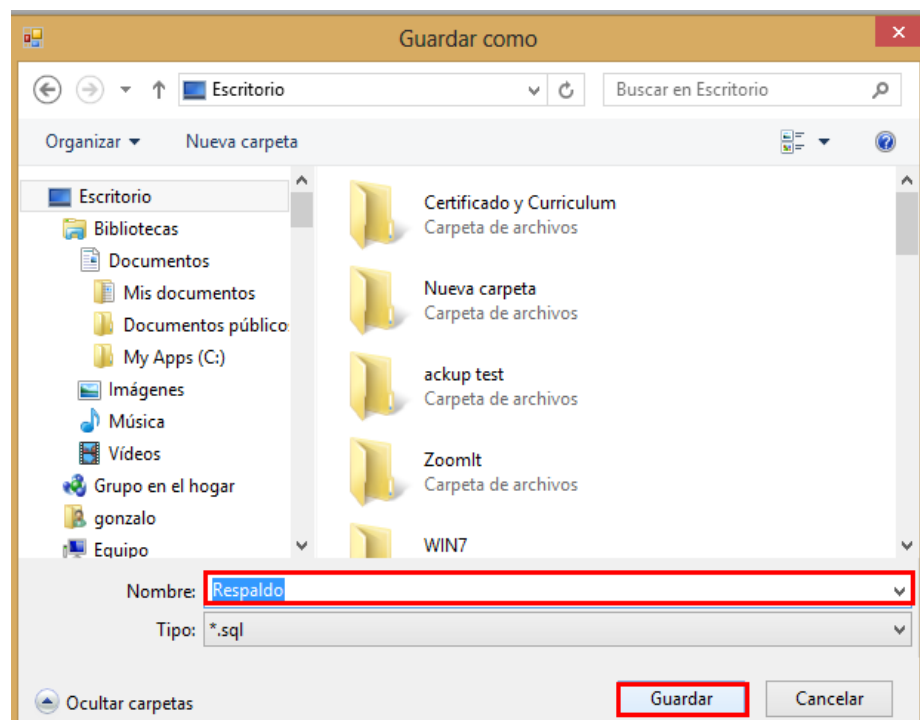 Guardar como
Escritorio
Buscar en Escritorio
Organizar
Nueva carpeta
Escritorio
Bibliotecas
Documentos
Mis documentos
Documentos público
My Apps (C:)
Imágenes
Música
Vídeos
Grupo en el hogar
gonzalo
Equipo
Certificado y Curriculum
Carpeta de archivos
Nueva carpeta
Carpeta de archivos
ackup test
Carpeta de archivos
ZoomIt
Carpeta de archivos
WIN7
Nombre: Respaldo
Tipo: *.sql
Ocultar carpetas
Guardar
Cancelar